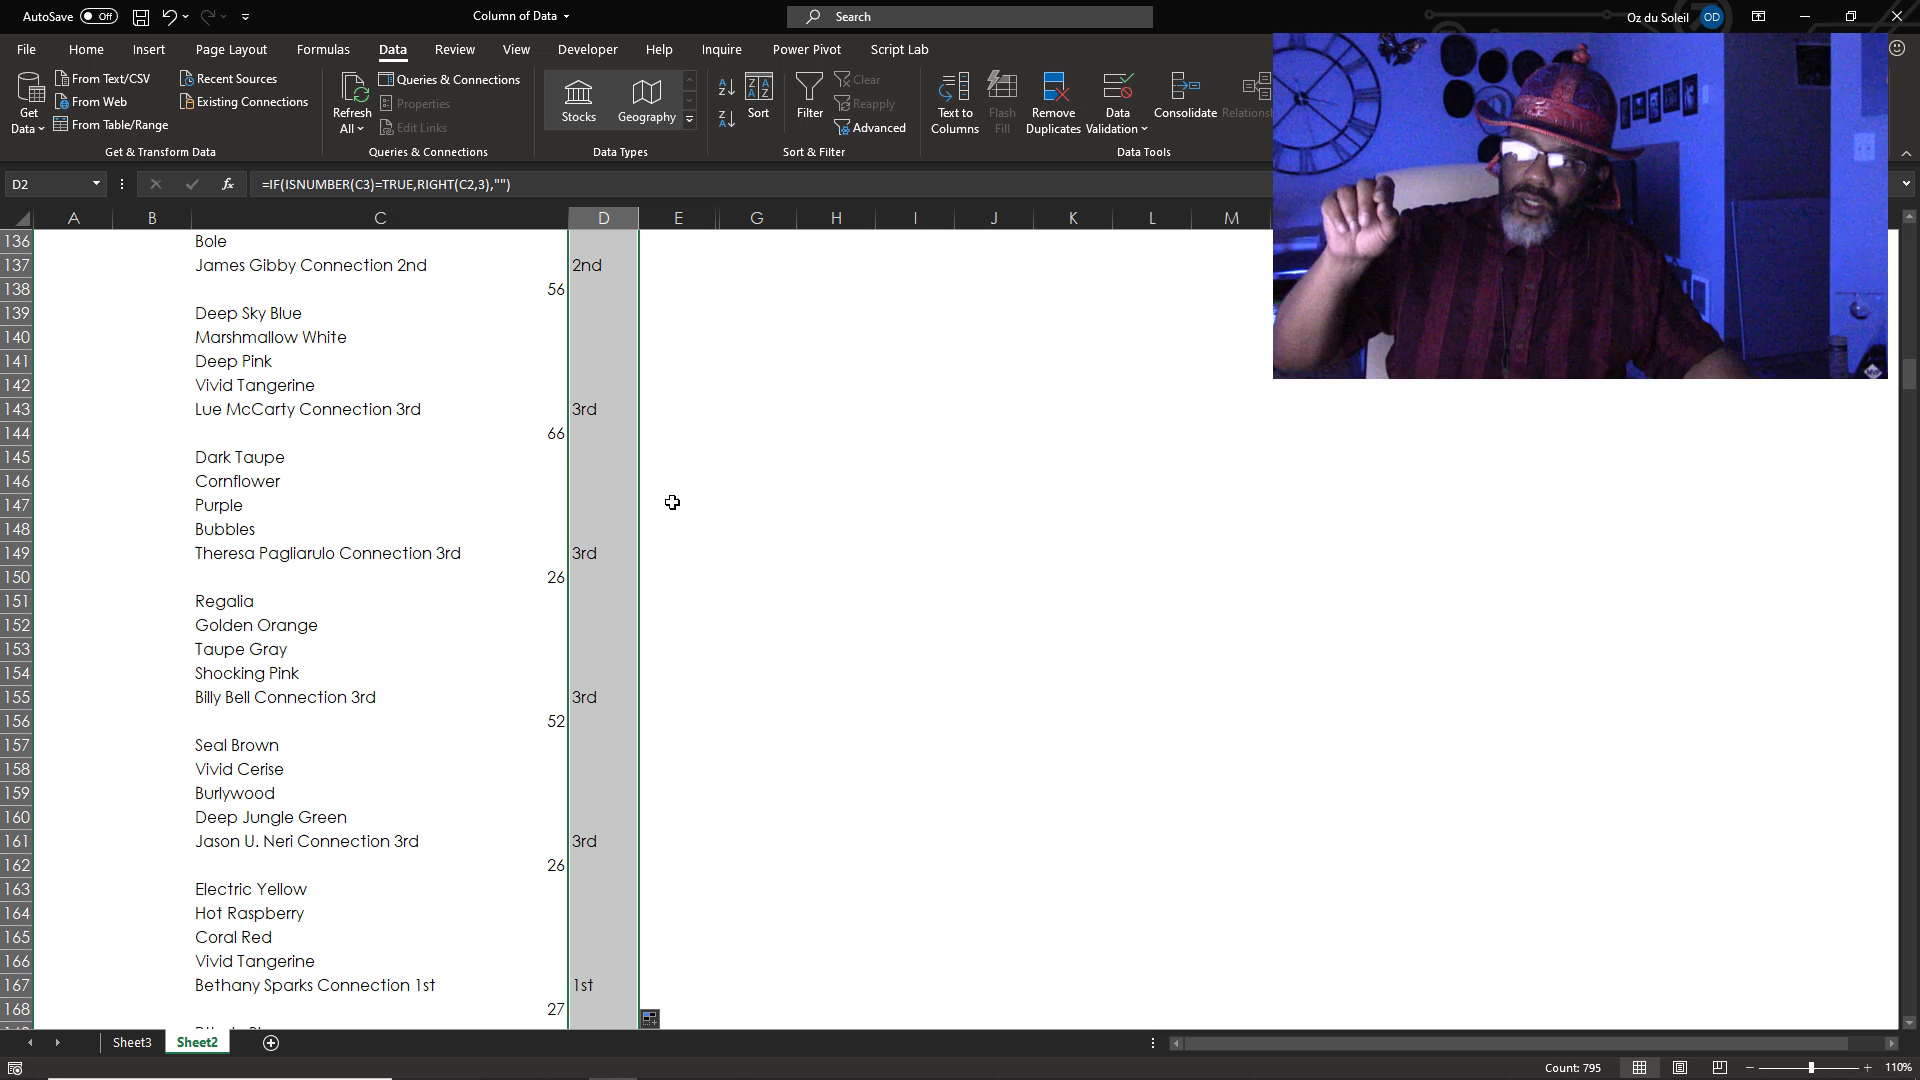 AutoSave Off Column of Data Search Oz du Soleil OD
File Home Insert Page Layout Formulas Data Review View Developer Help Inquire Power Pivot Script Lab
Get Data From Text/CSV From Web From Table/Range Recent Sources Existing Connections
Get & Transform Data
Refresh All Queries & Connections Properties Edit Links
Queries & Connections
Stocks Geography
Data Types
Sort Filter Clear Reapply Advanced
Sort & Filter
Text to Columns Flash Fill Remove Duplicates Data Validation Consolidate Relationsh
Data Tools
D2 fx =IF(ISNUMBER(C3)=TRUE,RIGHT(C2,3),"")
A B C D E G H I J K L M
136 Bole
137 James Gibby Connection 2nd 2nd
138 56
139 Deep Sky Blue
140 Marshmallow White
141 Deep Pink
142 Vivid Tangerine
143 Lue McCarty Connection 3rd 3rd
144 66
145 Dark Taupe
146 Cornflower
147 Purple
148 Bubbles
149 Theresa Pagliarulo Connection 3rd 3rd
150 26
151 Regalia
152 Golden Orange
153 Taupe Gray
154 Shocking Pink
155 Billy Bell Connection 3rd 3rd
156 52
157 Seal Brown
158 Vivid Cerise
159 Burlywood
160 Deep Jungle Green
161 Jason U. Neri Connection 3rd 3rd
162 26
163 Electric Yellow
164 Hot Raspberry
165 Coral Red
166 Vivid Tangerine
167 Bethany Sparks Connection 1st 1st
168 27
Sheet3 Sheet2
Count: 795 110%